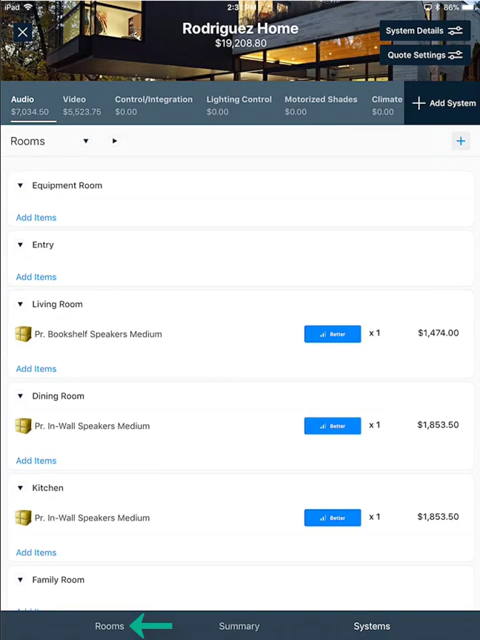 iPad
2:3
86%
Rodriguez Home
$19,208.80
System Details
Quote Settings
Audio
$7,034.50
Video
$5,523.75
Control/Integration
$0.00
Lighting Control
$0.00
Motorized Shades
$0.00
Climate
$0.00
Add System
Rooms
Equipment Room
Add Items
Entry
Add Items
Living Room
Pr. Bookshelf Speakers Medium
Better
x 1
$1,474.00
Add Items
Dining Room
Pr. In-Wall Speakers Medium
Better
x 1
$1,853.50
Add Items
Kitchen
Pr. In-Wall Speakers Medium
Better
x 1
$1,853.50
Add Items
Family Room
Rooms
Summary
Systems